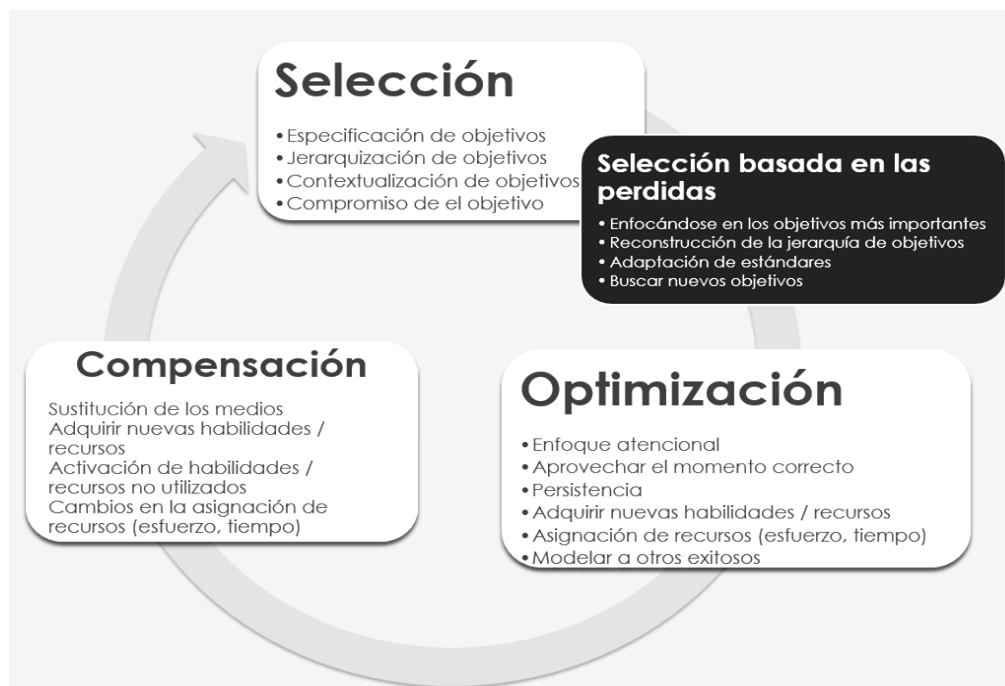 Selección
• Especificación de objetivos
• Jerarquización de objetivos
• Contextualización de objetivos
• Compromiso de el objetivo
Selección basada en las
perdidas
• Enfocándose en los objetivos más importantes
• Reconstrucción de la jerarquía de objetivos
• Adaptación de estándares
• Buscar nuevos objetivos
Compensación
Sustitución de los medios
Adquirir nuevas habilidades /
recursos
Activación de habilidades /
recursos no utilizados
Cambios en la asignación de
recursos (esfuerzo, tiempo)
Optimización
• Enfoque atencional
• Aprovechar el momento correcto
• Persistencia
• Adquirir nuevas habilidades / recursos
• Asignación de recursos (esfuerzo, tiempo)
• Modelar a otros exitosos